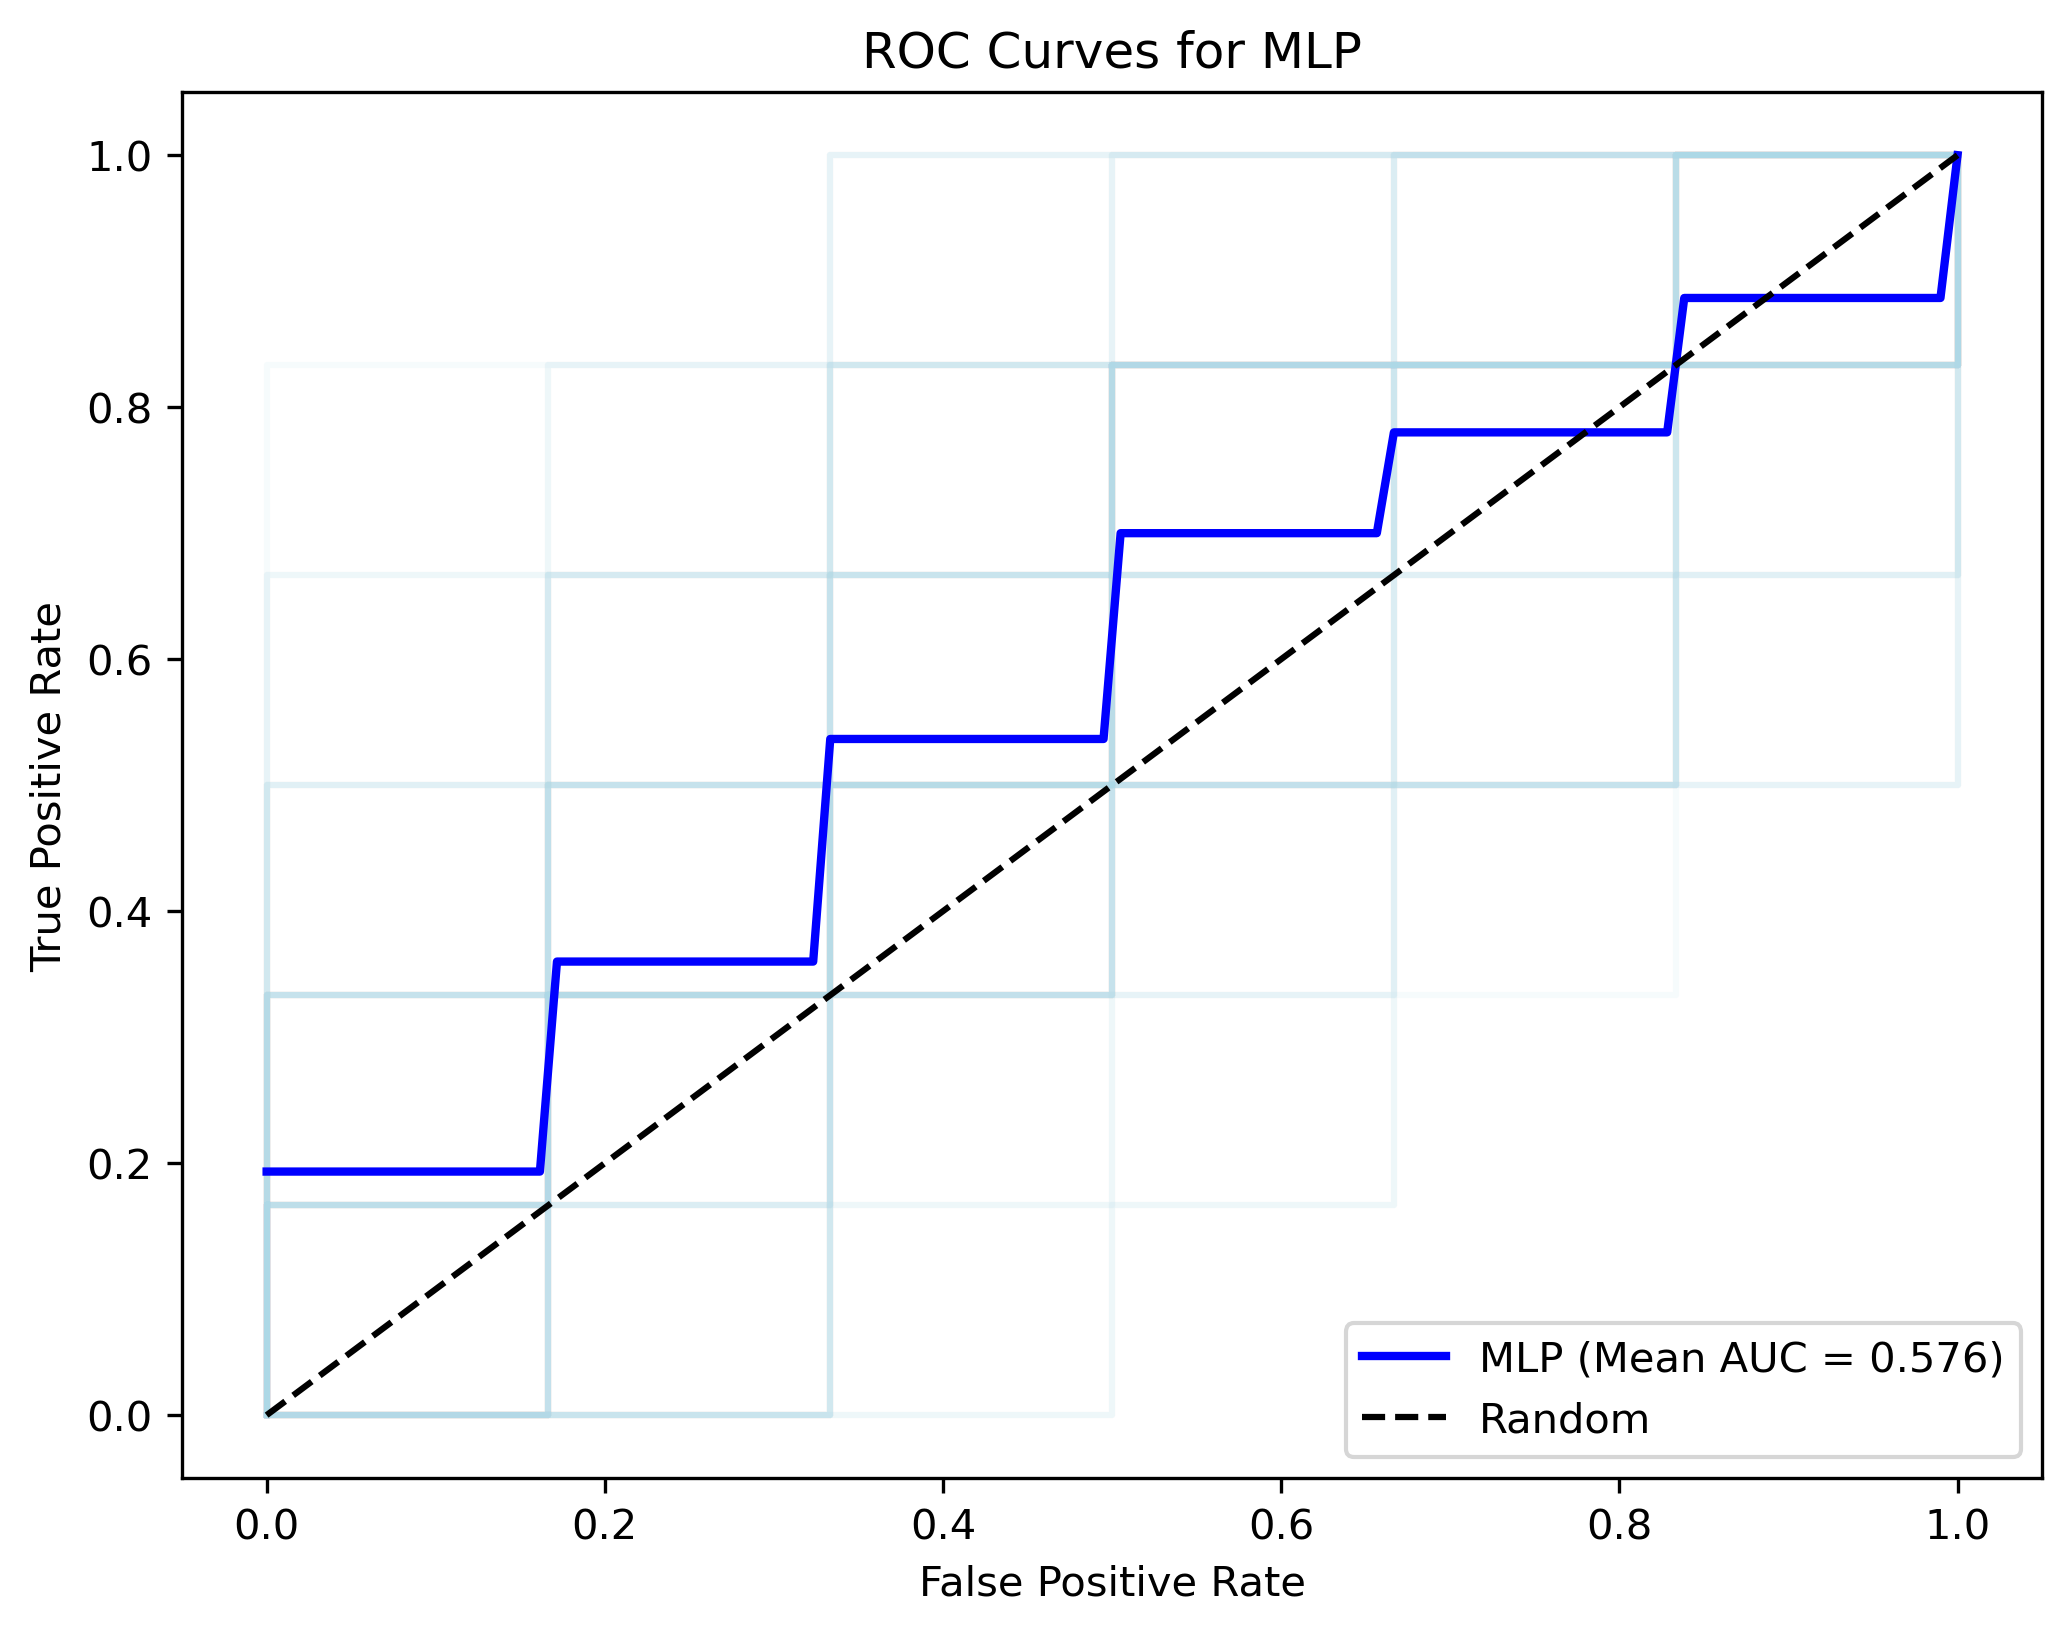 ROC Curves for MLP
1.0
0.8
0.6
0.4
0.2
0.0
True Positive Rate
MLP (Mean AUC = 0.576)
Random
0.0 0.2 0.4 0.6 0.8 1.0
False Positive Rate